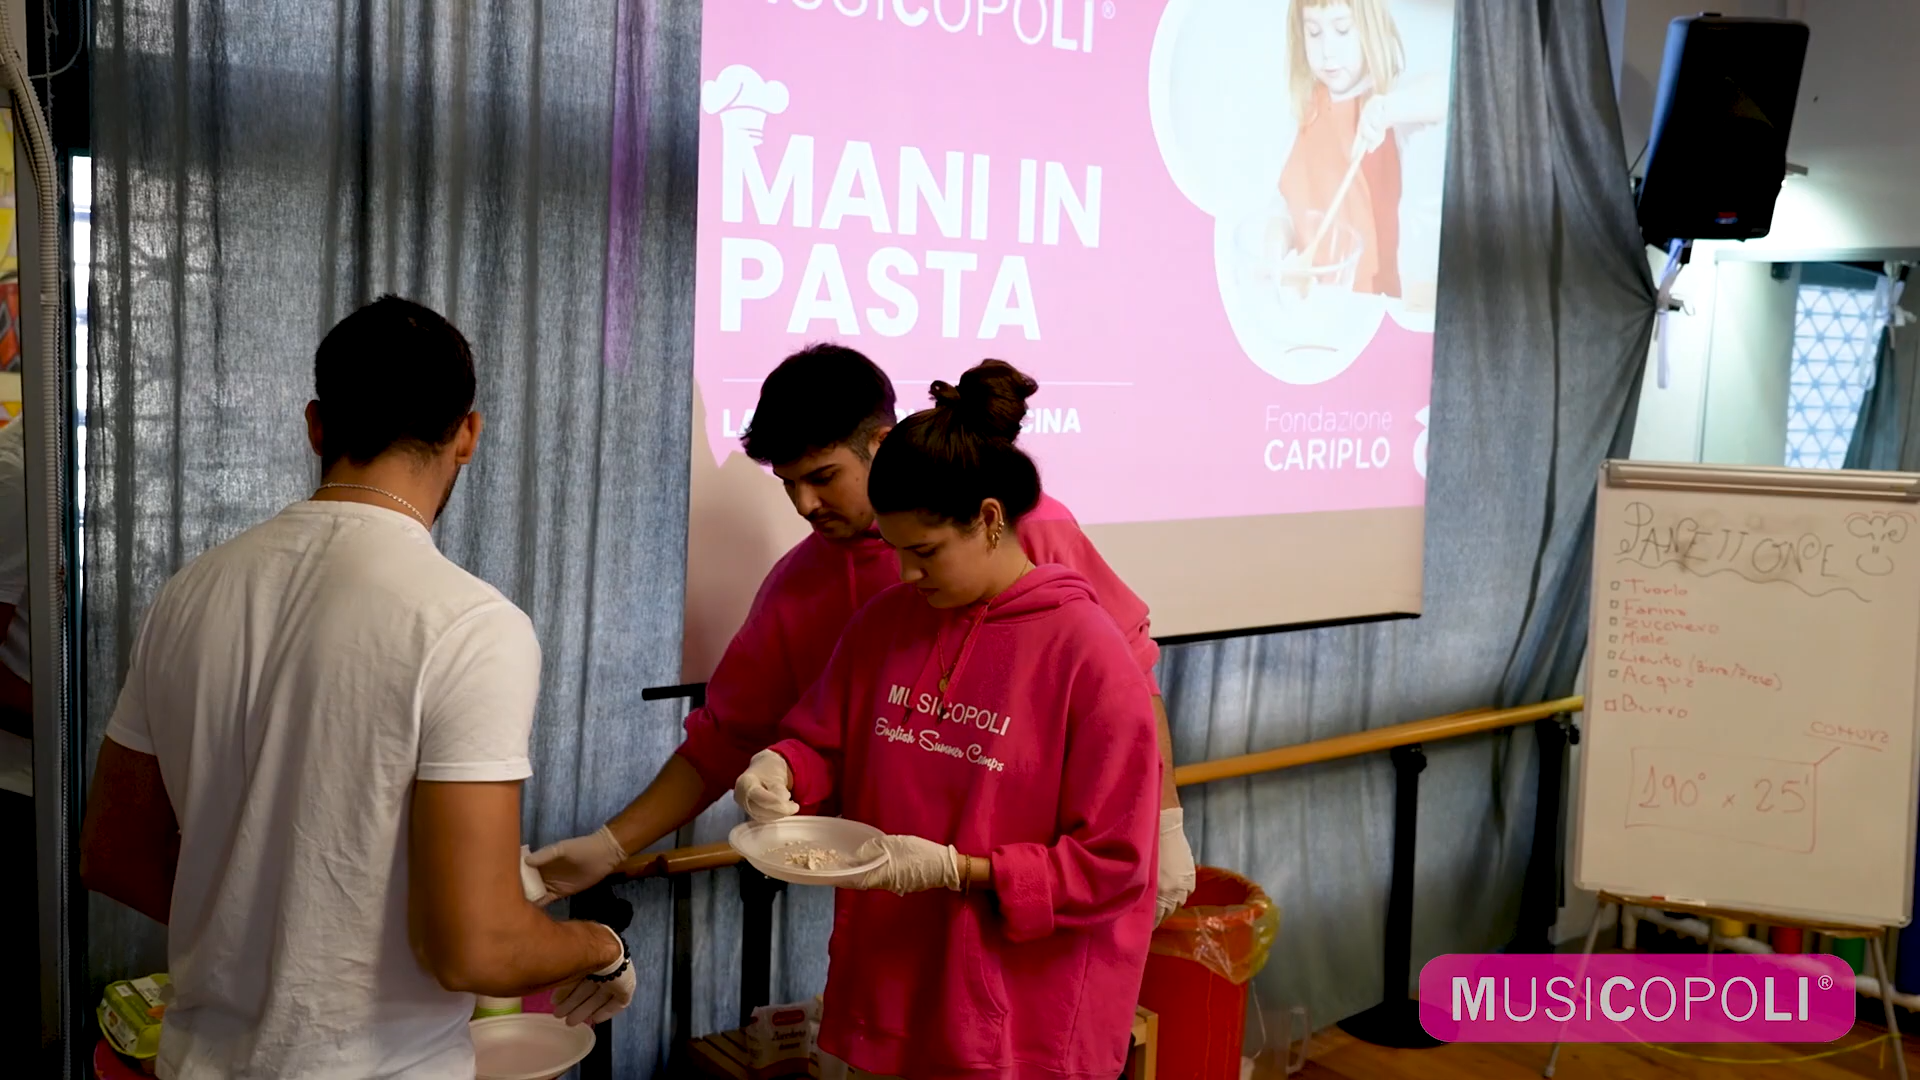 MUSICOPOLI®
MANI IN
PASTA
CINA
Fondazione
CARIPLO
MUSICOPOLI
English Summer Camps
PANETTONE
Tuorlo
Farina
Zucchero
Miele
Lievito (Birra/
Acqua
Burro
COTTURA
190° x 25'
MUSICOPOLI®